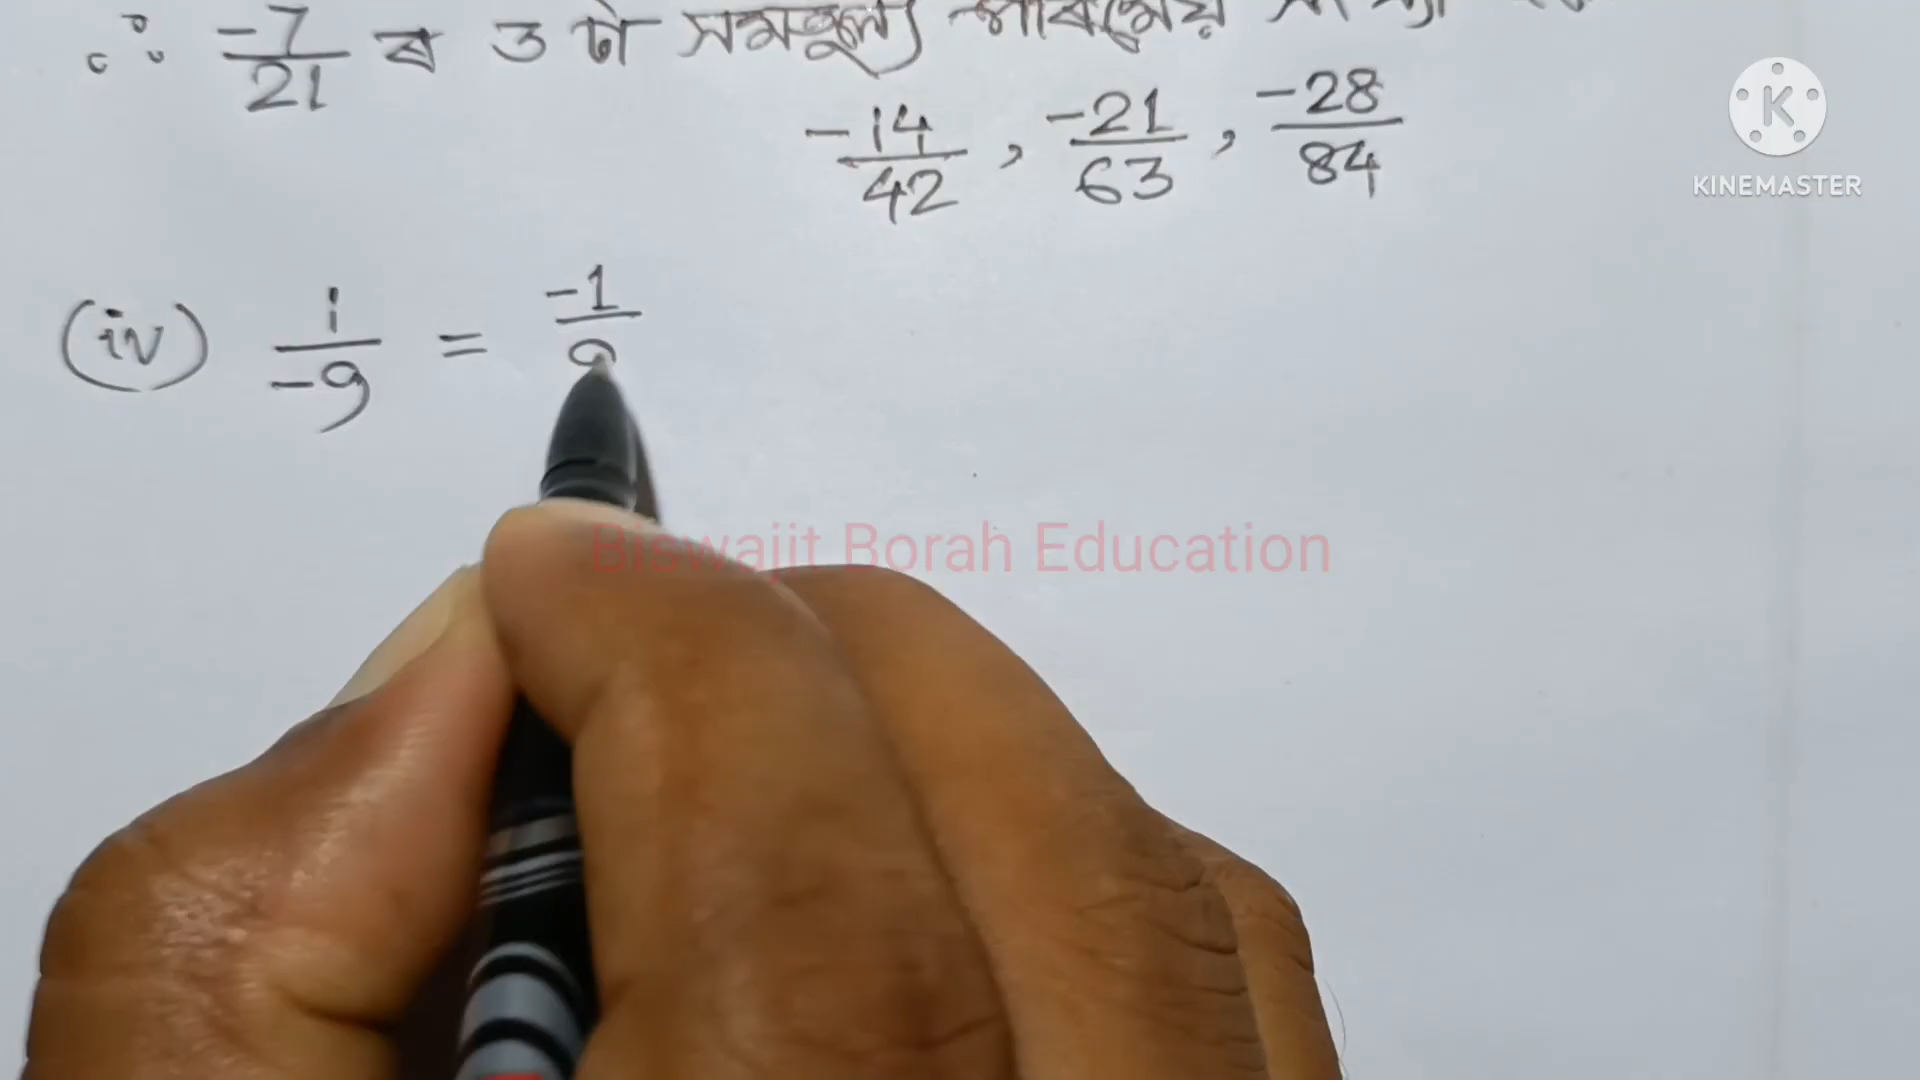 ∴ -7/21 ৰ 3 টা সমতুল্য পৰিমেয়
-14/42 , -21/63 , -28/84
KINEMASTER
(iv) 1/-9 = -1/9
Biswajit Borah Education